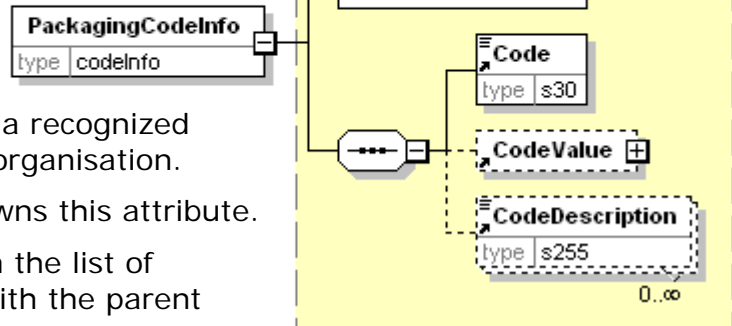 PackagingCodeInfo
type codeInfo
a recognized
organisation.
wns this attribute.
the list of
ith the parent
Code
type s30
CodeValue
CodeDescription
type s255
0..∞